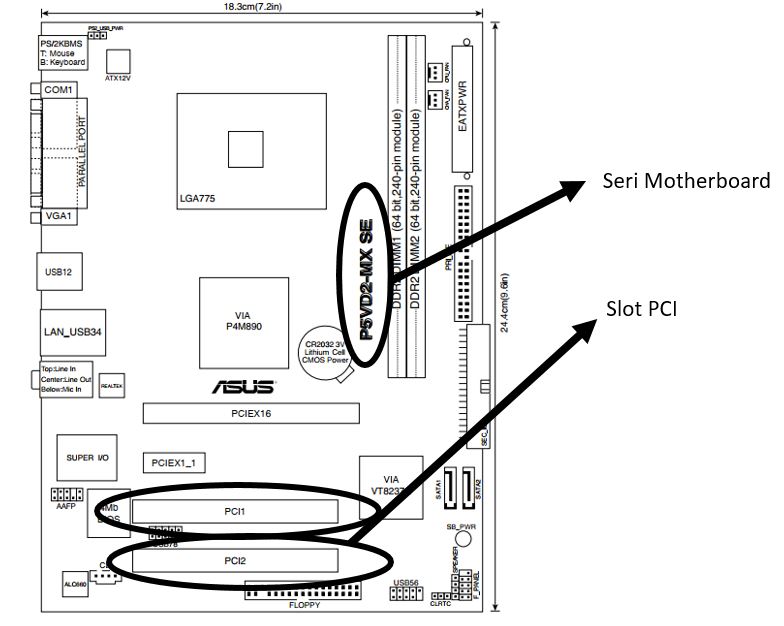 18.3cm(7.2in)
PS2_USB_PWR
PS/2KBMS
T: Mouse
B: Keyboard
ATX12V
CPU_FAN
EATXPWR
COM1
PARALLEL PORT
VGA1
LGA775
DDR2 DIMM1 (64 bit,240-pin module)
DDR2 DIMM2 (64 bit,240-pin module)
Seri Motherboard
P5VD2-MX SE
USB12
24.4cm(9.6in)
Slot PCI
VIA
P4M890
LAN_USB34
CR2032 3V
Lithium Cell
CMOS Power
Top:Line In
Center:Line Out
Below:Mic In
REALTEK
ASUS
PCIEX16
SUPER I/O
PCIEX1_1
VIA
VT8237
SATA1
SATA2
AAFP
4Mb
BIOS
PCI1
USB78
SB_PWR
PCI2
SPEAKER
F_PANEL
USB56
CLRTC
FLOPPY